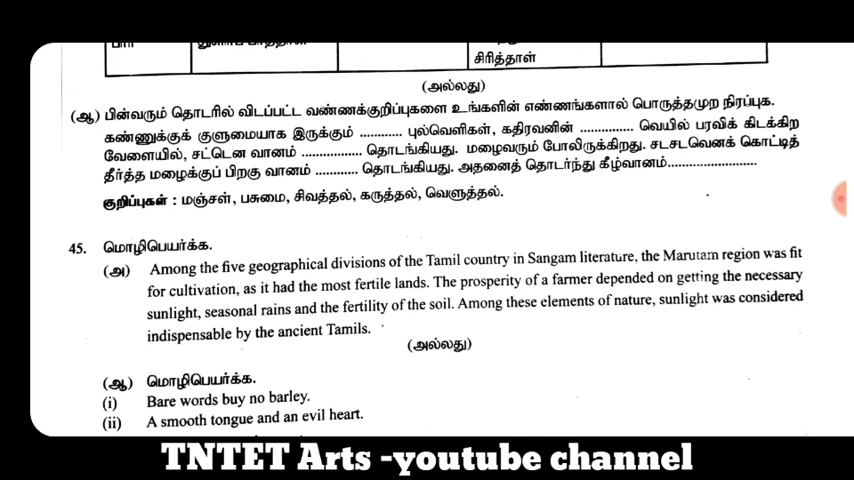 சிரித்தாள்
(அல்லது)
(ஆ) பின்வரும் தொடரில் விடப்பட்ட வண்ணக்குறிப்புகளை உங்களின் எண்ணங்களால் பொருத்தமுற நிரப்புக.
கண்ணுக்குக் குளுமையாக இருக்கும் ............ புல்வெளிகள், கதிரவனின் ............... வெயில் பரவிக் கிடக்கிற
வேளையில், சட்டென வானம் ................. தொடங்கியது. மழைவரும் போலிருக்கிறது. சடசடவெனக் கொட்டித்
தீர்த்த மழைக்குப் பிறகு வானம் ............ தொடங்கியது. அதனைத் தொடர்ந்து கீழ்வானம்.........................
குறிப்புகள் : மஞ்சள், பசுமை, சிவத்தல், கருத்தல், வெளுத்தல்.
45. மொழிபெயர்க்க.
(அ) Among the five geographical divisions of the Tamil country in Sangam literature, the Marutam region was fit
for cultivation, as it had the most fertile lands. The prosperity of a farmer depended on getting the necessary
sunlight, seasonal rains and the fertility of the soil. Among these elements of nature, sunlight was considered
indispensable by the ancient Tamils.
(அல்லது)
(ஆ) மொழிபெயர்க்க.
(i) Bare words buy no barley.
(ii) A smooth tongue and an evil heart.
TNTET Arts -youtube channel